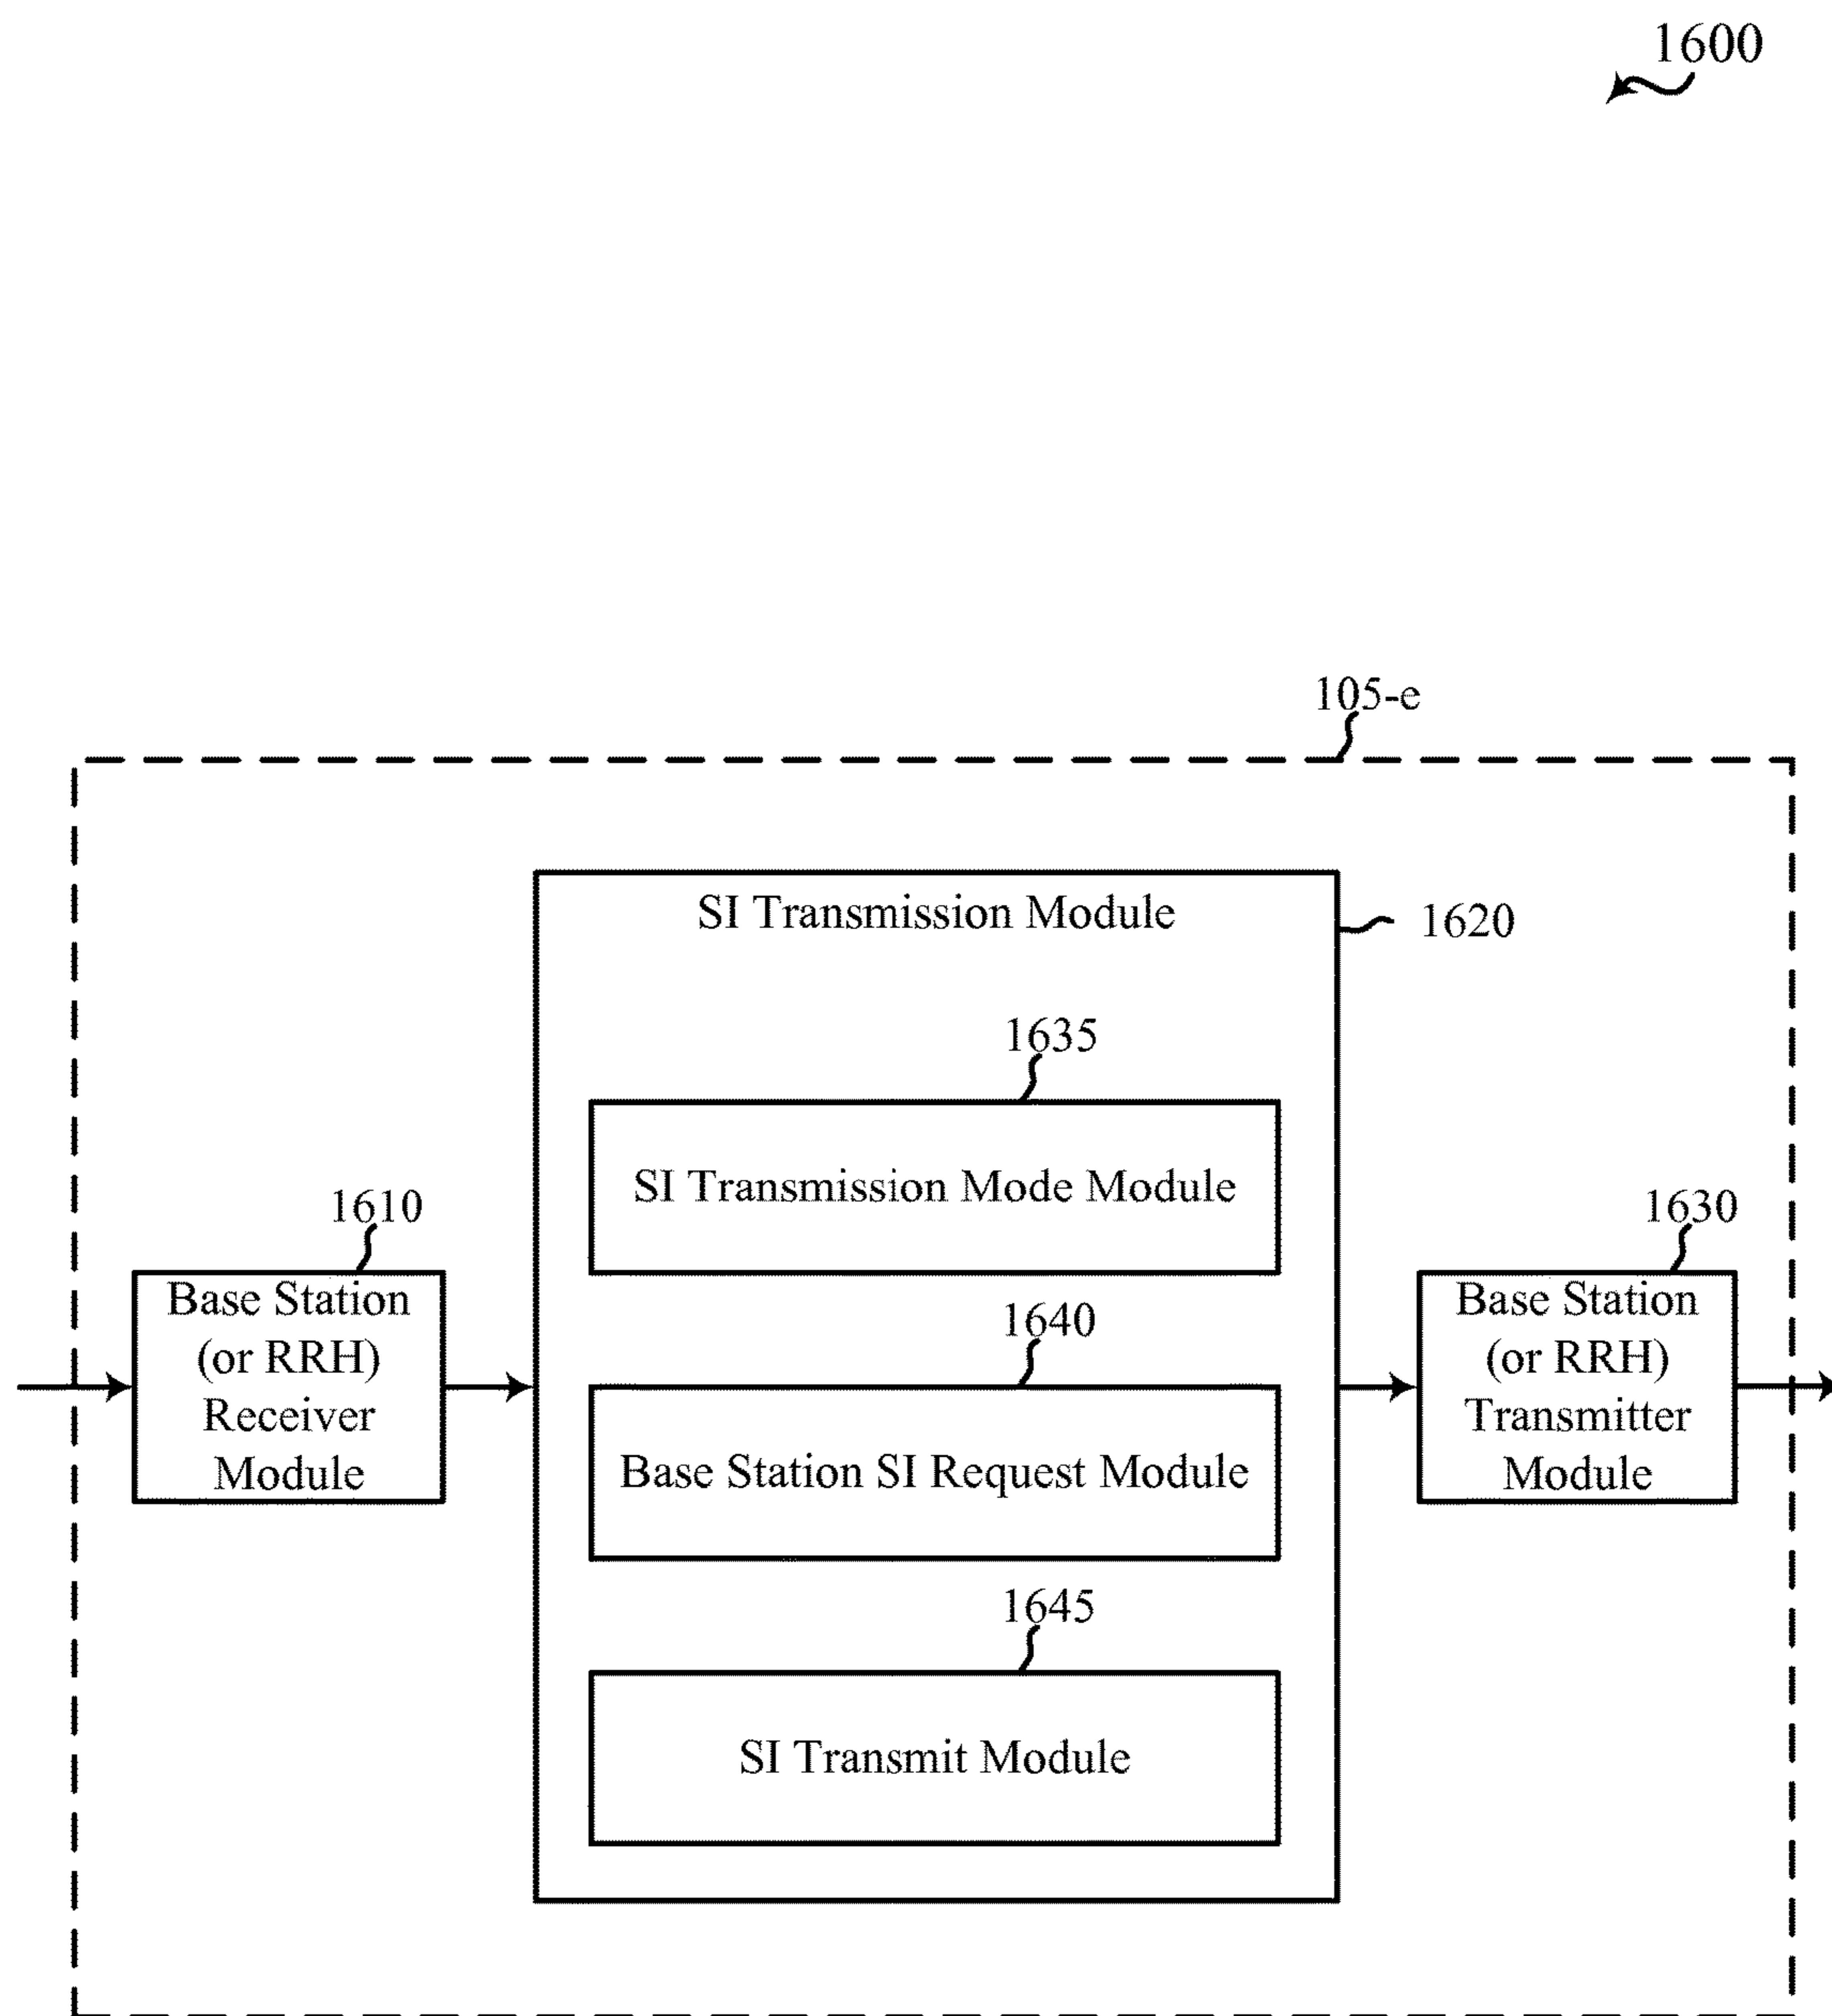 1600
105-e
SI Transmission Module
1620
1635
SI Transmission Mode Module
1610
1630
Base Station
(or RRH)
Receiver
Module
Base Station
(or RRH)
Transmitter
Module
1640
Base Station SI Request Module
1645
SI Transmit Module